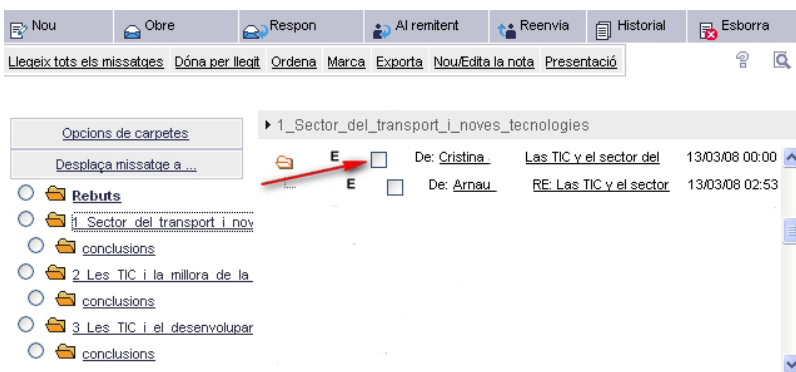 Nou Obre Respon Al remitent Reenvia Historial Esborra
Llegeix tots els missatges Dóna per llegit Ordena Marca Exporta Nou/Edita la nota Presentació
Opcions de carpetes
Desplaça missatge a ...
Rebuts
1 Sector del transport i nov
conclusions
2 Les TIC i la millora de la
conclusions
3 Les TIC i el desenvolupar
conclusions
1_Sector_del_transport_i_noves_tecnologies
E De: Cristina Las TIC y el sector del 13/03/08 00:00
E De: Arnau RE: Las TIC y el sector 13/03/08 02:53